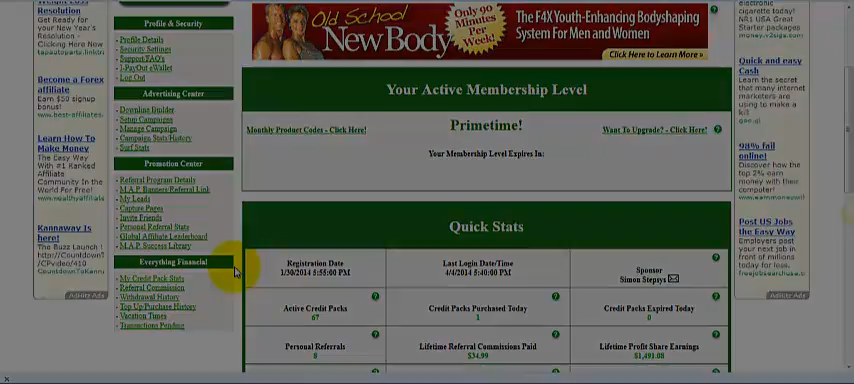 Resolution
Get Ready for
your New Year's
Resolution -
Clicking Here Now
Become a Forex
affiliate
Earn $50 signup
bonus!
Learn How To
Make Money
The Easy Way
With #1 Kanked
Affiliate
Community In the
World For Free!
Kannaway Is
here!
The Buzz Launch !
Profile & Security
- Profile Details
- Security Settings
- Support/FAQ's
- I-PayOut eWallet
- Log Out
Advertising Center
- Downline Builder
- Setup Campaigns
- Manage Campaign
- Campaign Stats/History
- Surf Stats
Promotion Center
- Referral Program Details
- M.A.P. Banners/Referral Link
- My Leads
- Capture Pages
- Invite Friends
- Personal Referral Stats
- Global Affiliate Leaderboard
- M.A.P. Success Library
Everything Financial
- My Credit Pack Stats
- Referral Commission
- Withdrawal History
- Top Up/Purchase History
- Vacation Times
- Transactions Pending
Old School
New Body
Only 90
Minutes
Per Week!
The F4X Youth-Enhancing Bodyshaping
System For Men and Women
Click Here to Learn More »
Your Active Membership Level
Monthly Product Codes - Click Here!
Primetime!
Want To Upgrade? - Click Here!
Your Membership Level Expires In:
Quick Stats
Registration Date
1/30/2014 5:55:00 PM
Last Login Date/Time
4/4/2014 5:40:00 PM
Sponsor
Simon Stepsys
Active Credit Packs
67
Credit Packs Purchased Today
1
Credit Packs Expired Today
0
Personal Referrals
8
Lifetime Referral Commissions Paid
$34.99
Lifetime Profit Share Earnings
$1,491.08
electronic
cigarette today!
NR1 USA Great
Starter packages
Quick and easy
Cash
Learn the secret
that many internet
marketers are
using to make a
98% fail
online!
Discover how the
top 2% earn
money with their
computer!
Post US Jobs
the Easy Way
Employers post
your next job in
front of millions
today for less.